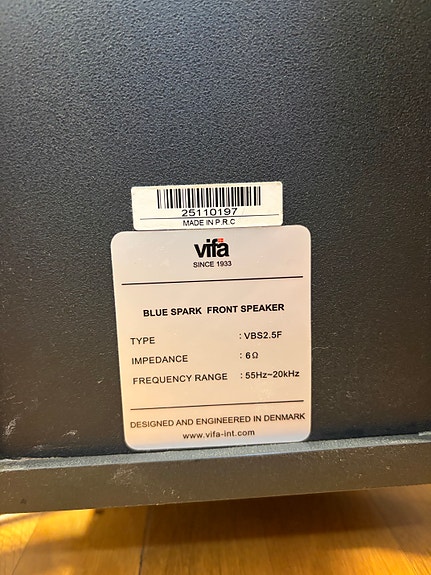 25110197
MADE IN P.R.C
vifa
SINCE 1933
BLUE SPARK FRONT SPEAKER
TYPE : VBS2.5F
IMPEDANCE : 6Ω
FREQUENCY RANGE : 55Hz~20kHz
DESIGNED AND ENGINEERED IN DENMARK
www.vifa-int.com